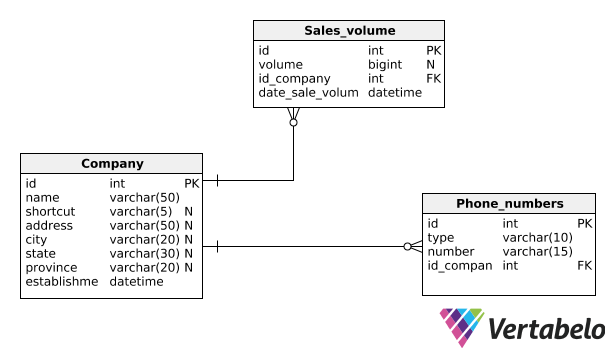 Sales_volume
id int PK
volume bigint N
id_company int FK
date_sale_volum datetime
Company
id int PK
name varchar(50)
shortcut varchar(5) N
address varchar(50) N
city varchar(20) N
state varchar(30) N
province varchar(20) N
establishme datetime
Phone_numbers
id int PK
type varchar(10)
number varchar(15)
id_compan int FK
Vertabelo